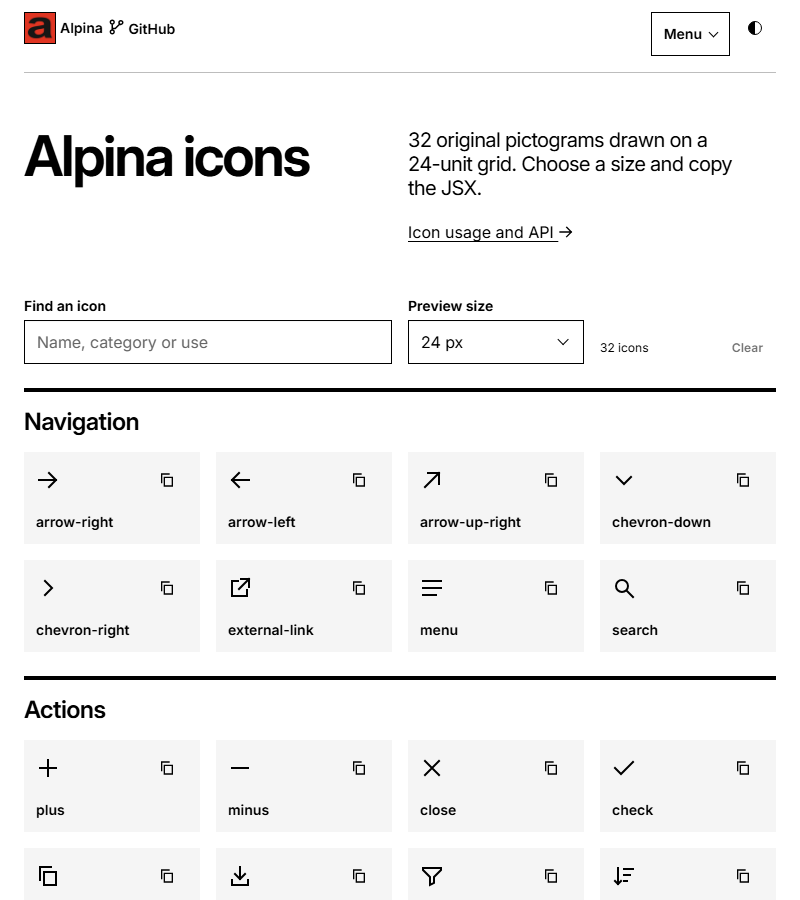 a Alpina GitHub
Menu
Alpina icons
32 original pictograms drawn on a
24-unit grid. Choose a size and copy
the JSX.
Icon usage and API
Find an icon
Preview size
Name, category or use
24 px
32 icons
Clear
Navigation
arrow-right
arrow-left
arrow-up-right
chevron-down
chevron-right
external-link
menu
search
Actions
plus
minus
close
check